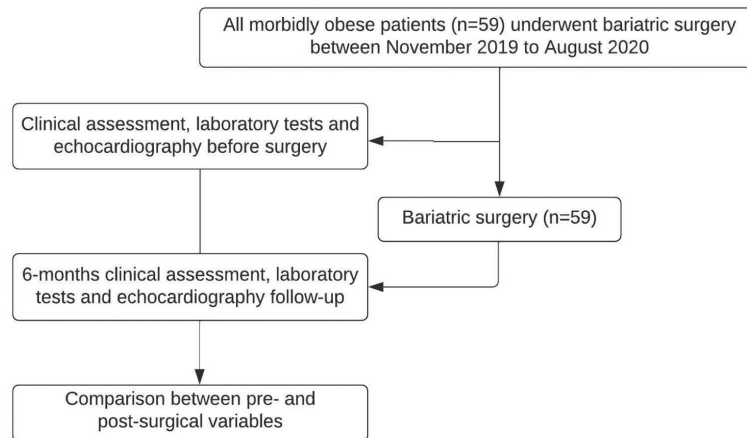 All morbidly obese patients (n=59) underwent bariatric surgery
between November 2019 to August 2020
Clinical assessment, laboratory tests and
echocardiography before surgery
Bariatric surgery (n=59)
6-months clinical assessment, laboratory
tests and echocardiography follow-up
Comparison between pre- and
post-surgical variables